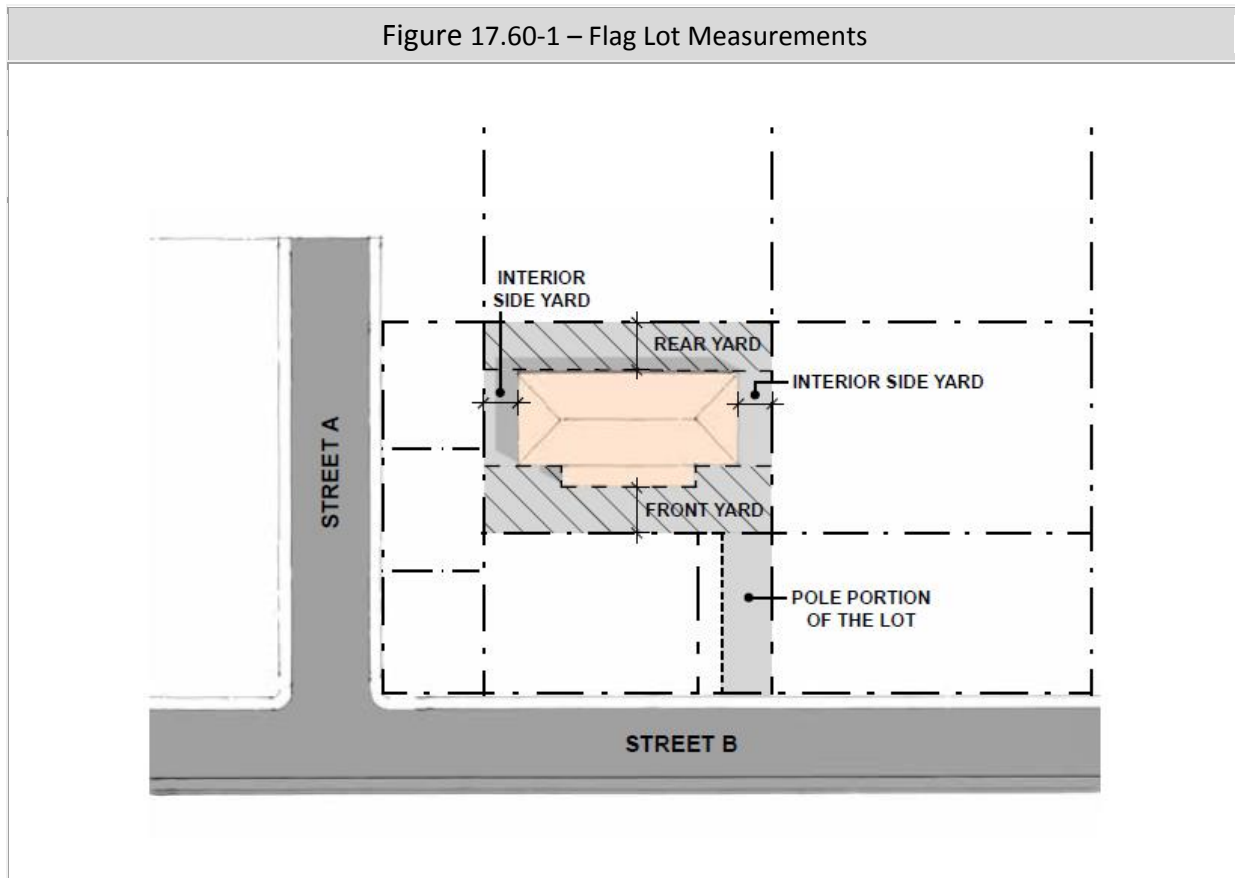 Figure 17.60-1 – Flag Lot Measurements
INTERIOR
SIDE YARD
REAR YARD
INTERIOR SIDE YARD
STREET A
FRONT YARD
POLE PORTION
OF THE LOT
STREET B